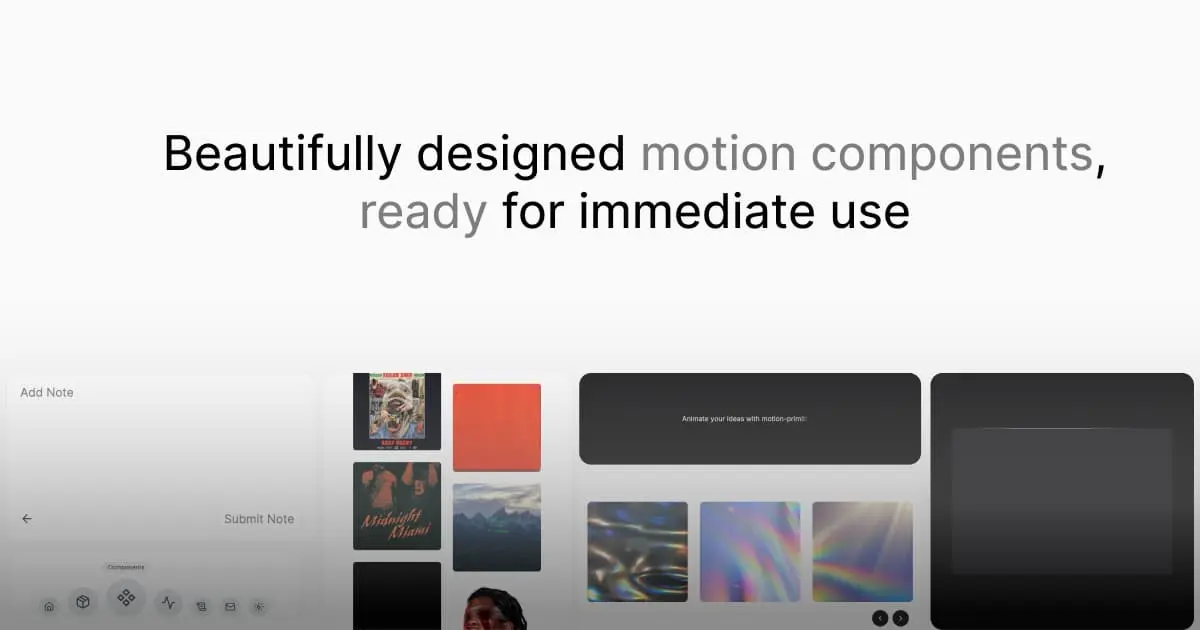 Beautifully designed motion components,
ready for immediate use
Add Note
Submit Note
Components
Midnight
Miami
Animate your ideas with motion-primi